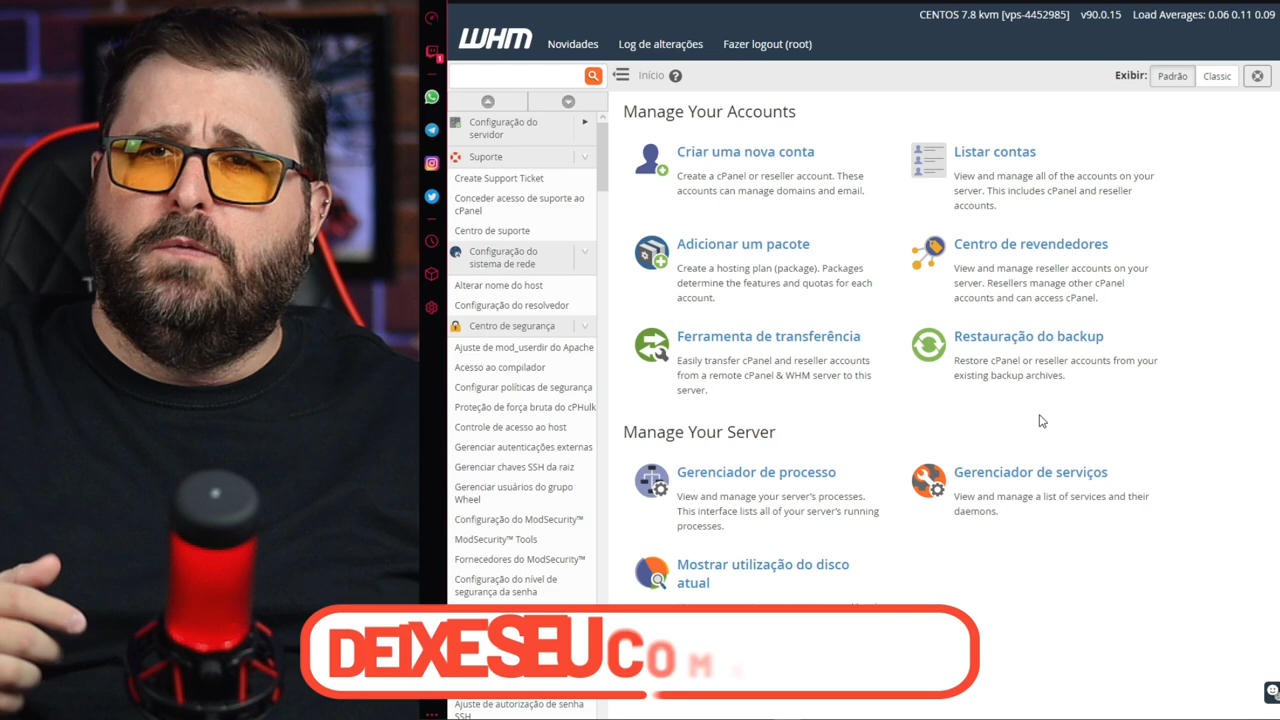 CENTOS 7.8 kvm [vps-4452985] v90.0.15 Load Averages: 0.06 0.11 0.09
WHM Novidades Log de alterações Fazer logout (root)
Início
Exibir: Padrão Classic
Configuração do
servidor
Suporte
Create Support Ticket
Conceder acesso de suporte ao
cPanel
Centro de suporte
Configuração do
sistema de rede
Alterar nome do host
Configuração do resolvedor
Centro de segurança
Ajuste de mod_userdir do Apache
Acesso ao compilador
Configurar políticas de segurança
Proteção de força bruta do cPHulk
Controle de acesso ao host
Gerenciar autenticações externas
Gerenciar chaves SSH da raiz
Gerenciar usuários do grupo
Wheel
Configuração do ModSecurity™
ModSecurity™ Tools
Fornecedores do ModSecurity™
Configuração do nível de
segurança da senha
Ajuste de autorização de senha
SSH
Manage Your Accounts
Criar uma nova conta
Create a cPanel or reseller account. These
accounts can manage domains and email.
Listar contas
View and manage all of the accounts on your
server. This includes cPanel and reseller
accounts.
Adicionar um pacote
Create a hosting plan (package). Packages
determine the features and quotas for each
account.
Centro de revendedores
View and manage reseller accounts on your
server. Resellers manage other cPanel
accounts and can access cPanel.
Ferramenta de transferência
Easily transfer cPanel and reseller accounts
from a remote cPanel & WHM server to this
server.
Restauração do backup
Restore cPanel or reseller accounts from your
existing backup archives.
Manage Your Server
Gerenciador de processo
View and manage your server's processes.
This interface lists all of your server's running
processes.
Gerenciador de serviços
View and manage a list of services and their
daemons.
Mostrar utilização do disco
atual
DEIXE SEU COM